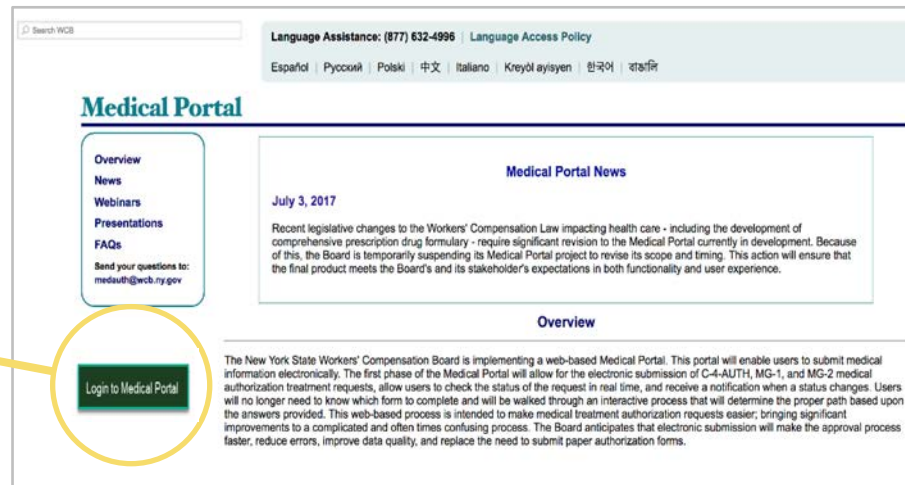 Search WCB
Language Assistance: (877) 632-4996 | Language Access Policy
Español | Русский | Polski | 中文 | Italiano | Kreyòl ayisyen | 한국어 | বাঙালি
Medical Portal
Overview
News
Webinars
Presentations
FAQs
Send your questions to:
medauth@wcb.ny.gov
Medical Portal News
July 3, 2017
Recent legislative changes to the Workers' Compensation Law impacting health care - including the development of
comprehensive prescription drug formulary - require significant revision to the Medical Portal currently in development. Because
of this, the Board is temporarily suspending its Medical Portal project to revise its scope and timing. This action will ensure that
the final product meets the Board's and its stakeholder's expectations in both functionality and user experience.
Login to Medical Portal
Overview
The New York State Workers' Compensation Board is implementing a web-based Medical Portal. This portal will enable users to submit medical
information electronically. The first phase of the Medical Portal will allow for the electronic submission of C-4-AUTH, MG-1, and MG-2 medical
authorization treatment requests, allow users to check the status of the request in real time, and receive a notification when a status changes. Users
will no longer need to know which form to complete and will be walked through an interactive process that will determine the proper path based upon
the answers provided. This web-based process is intended to make medical treatment authorization requests easier; bringing significant
improvements to a complicated and often times confusing process. The Board anticipates that electronic submission will make the approval process
faster, reduce errors, improve data quality, and replace the need to submit paper authorization forms.